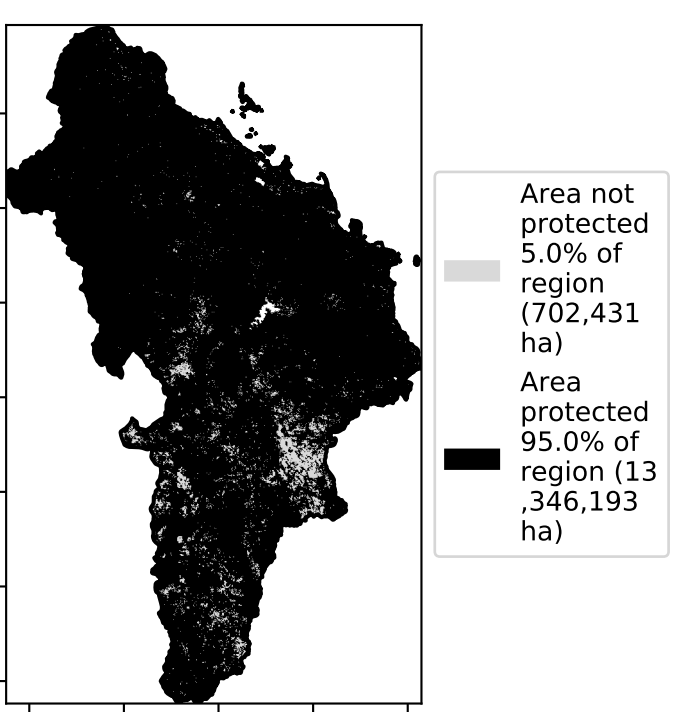 Area not
protected
5.0% of
region
(702,431
ha)
Area
protected
95.0% of
region (13
,346,193
ha)